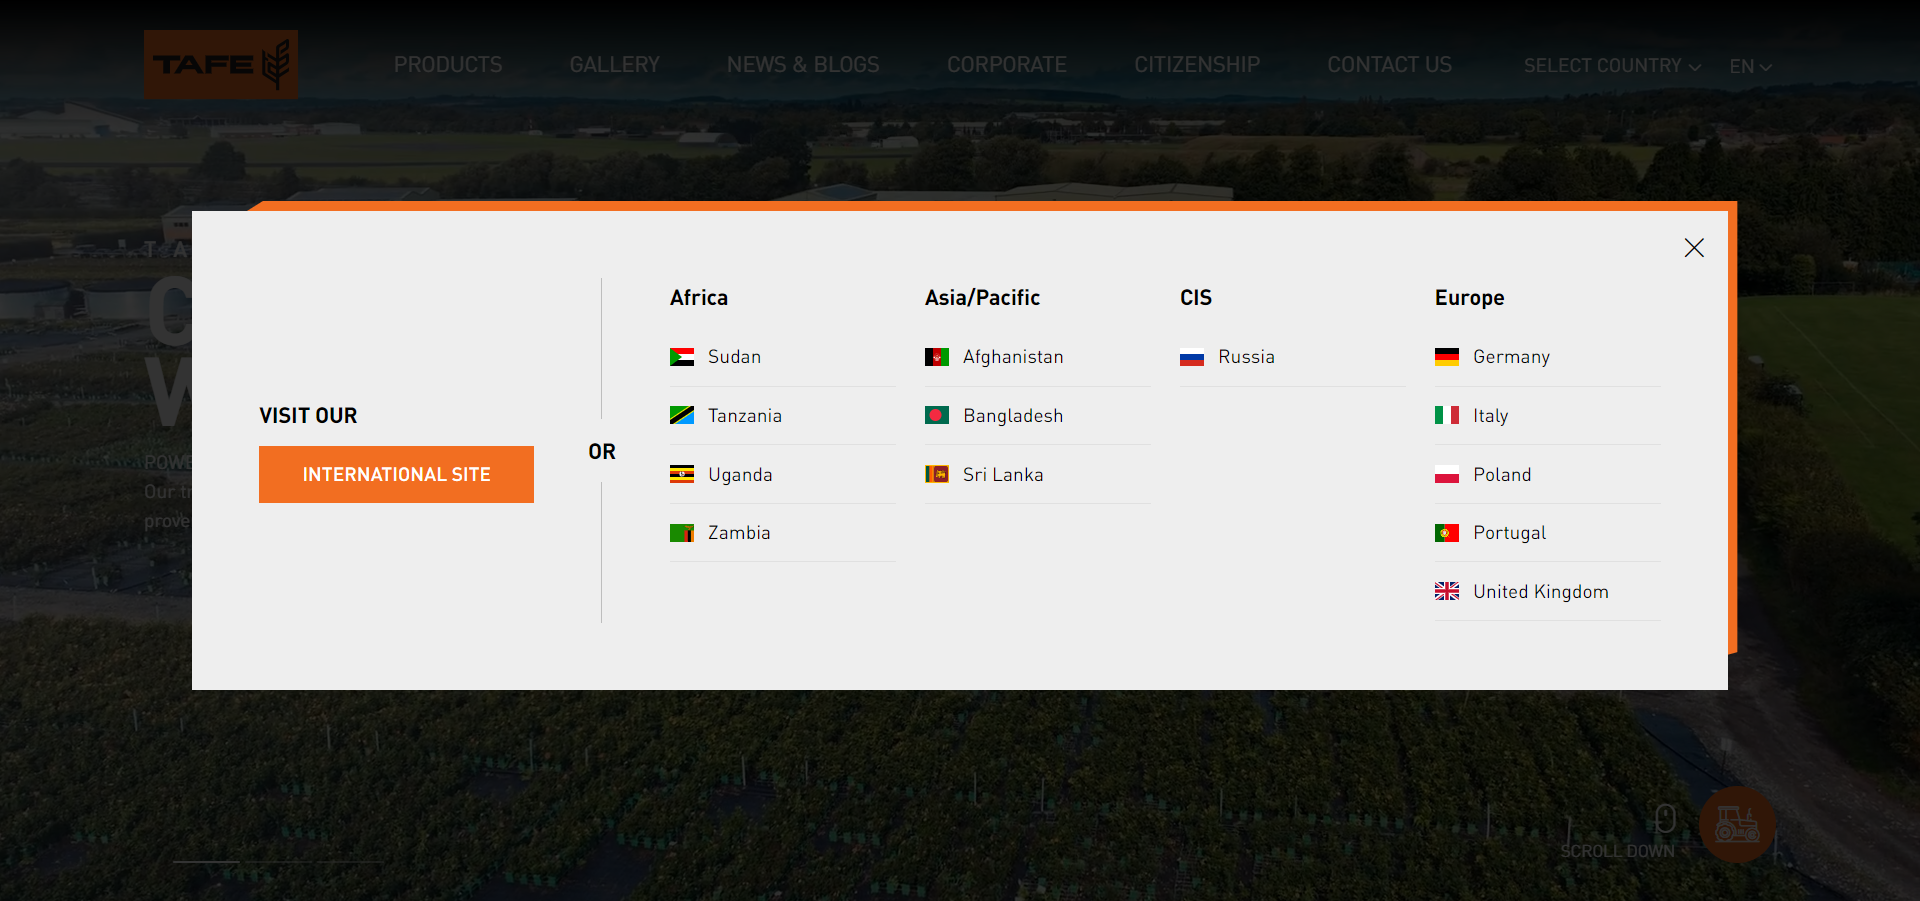 TAFE
PRODUCTS
GALLERY
NEWS & BLOGS
CORPORATE
CITIZENSHIP
CONTACT US
SELECT COUNTRY
EN
VISIT OUR
INTERNATIONAL SITE
OR
Africa
Sudan
Tanzania
Uganda
Zambia
Asia/Pacific
Afghanistan
Bangladesh
Sri Lanka
CIS
Russia
Europe
Germany
Italy
Poland
Portugal
United Kingdom
Our
SCROLL DOWN